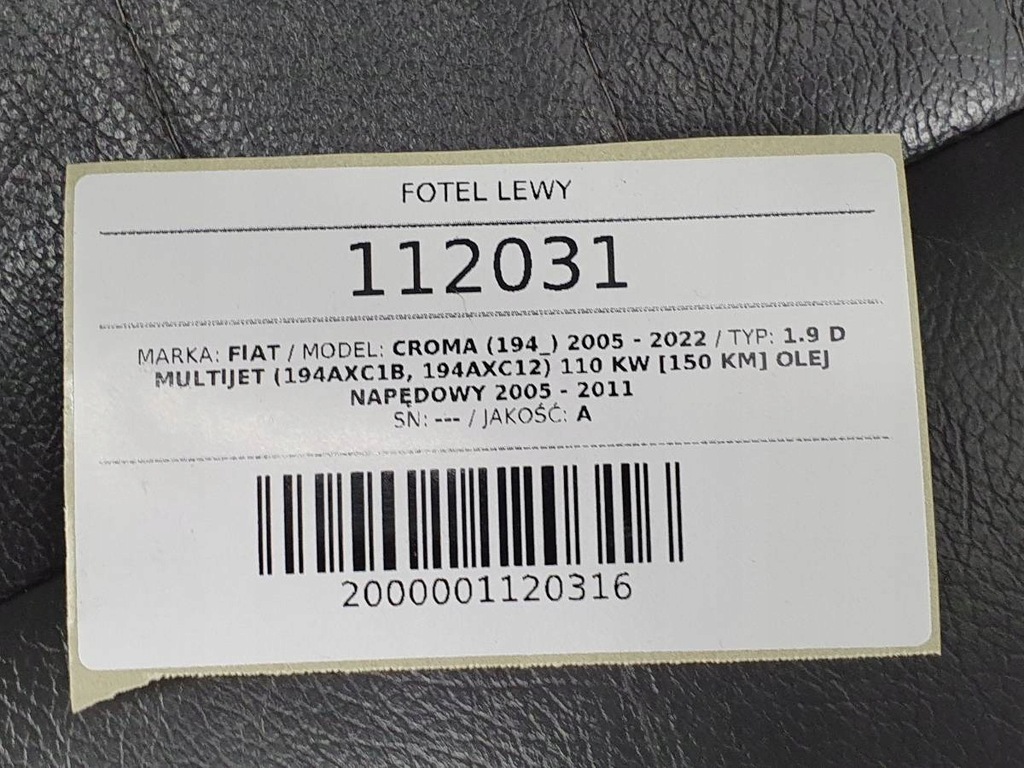 FOTEL LEWY
112031
MARKA: FIAT / MODEL: CROMA (194_) 2005 - 2022 / TYP: 1.9 D
MULTIJET (194AXC1B, 194AXC12) 110 KW [150 KM] OLEJ
NAPĘDOWY 2005 - 2011
SN: --- / JAKOŚĆ: A
2000001120316